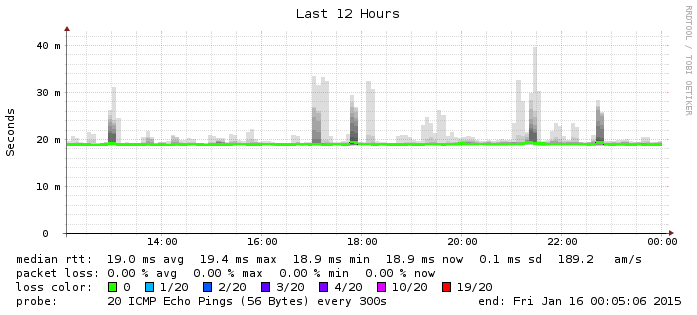 Last 12 Hours
RRDTOOL / TOBI OETIKER
Seconds
40 m
30 m
20 m
10 m
0
14:00 16:00 18:00 20:00 22:00 00:00
median rtt: 19.0 ms avg 19.4 ms max 18.9 ms min 18.9 ms now 0.1 ms sd 189.2 am/s
packet loss: 0.00 % avg 0.00 % max 0.00 % min 0.00 % now
loss color: 0 1/20 2/20 3/20 4/20 10/20 19/20
probe: 20 ICMP Echo Pings (56 Bytes) every 300s end: Fri Jan 16 00:05:06 2015